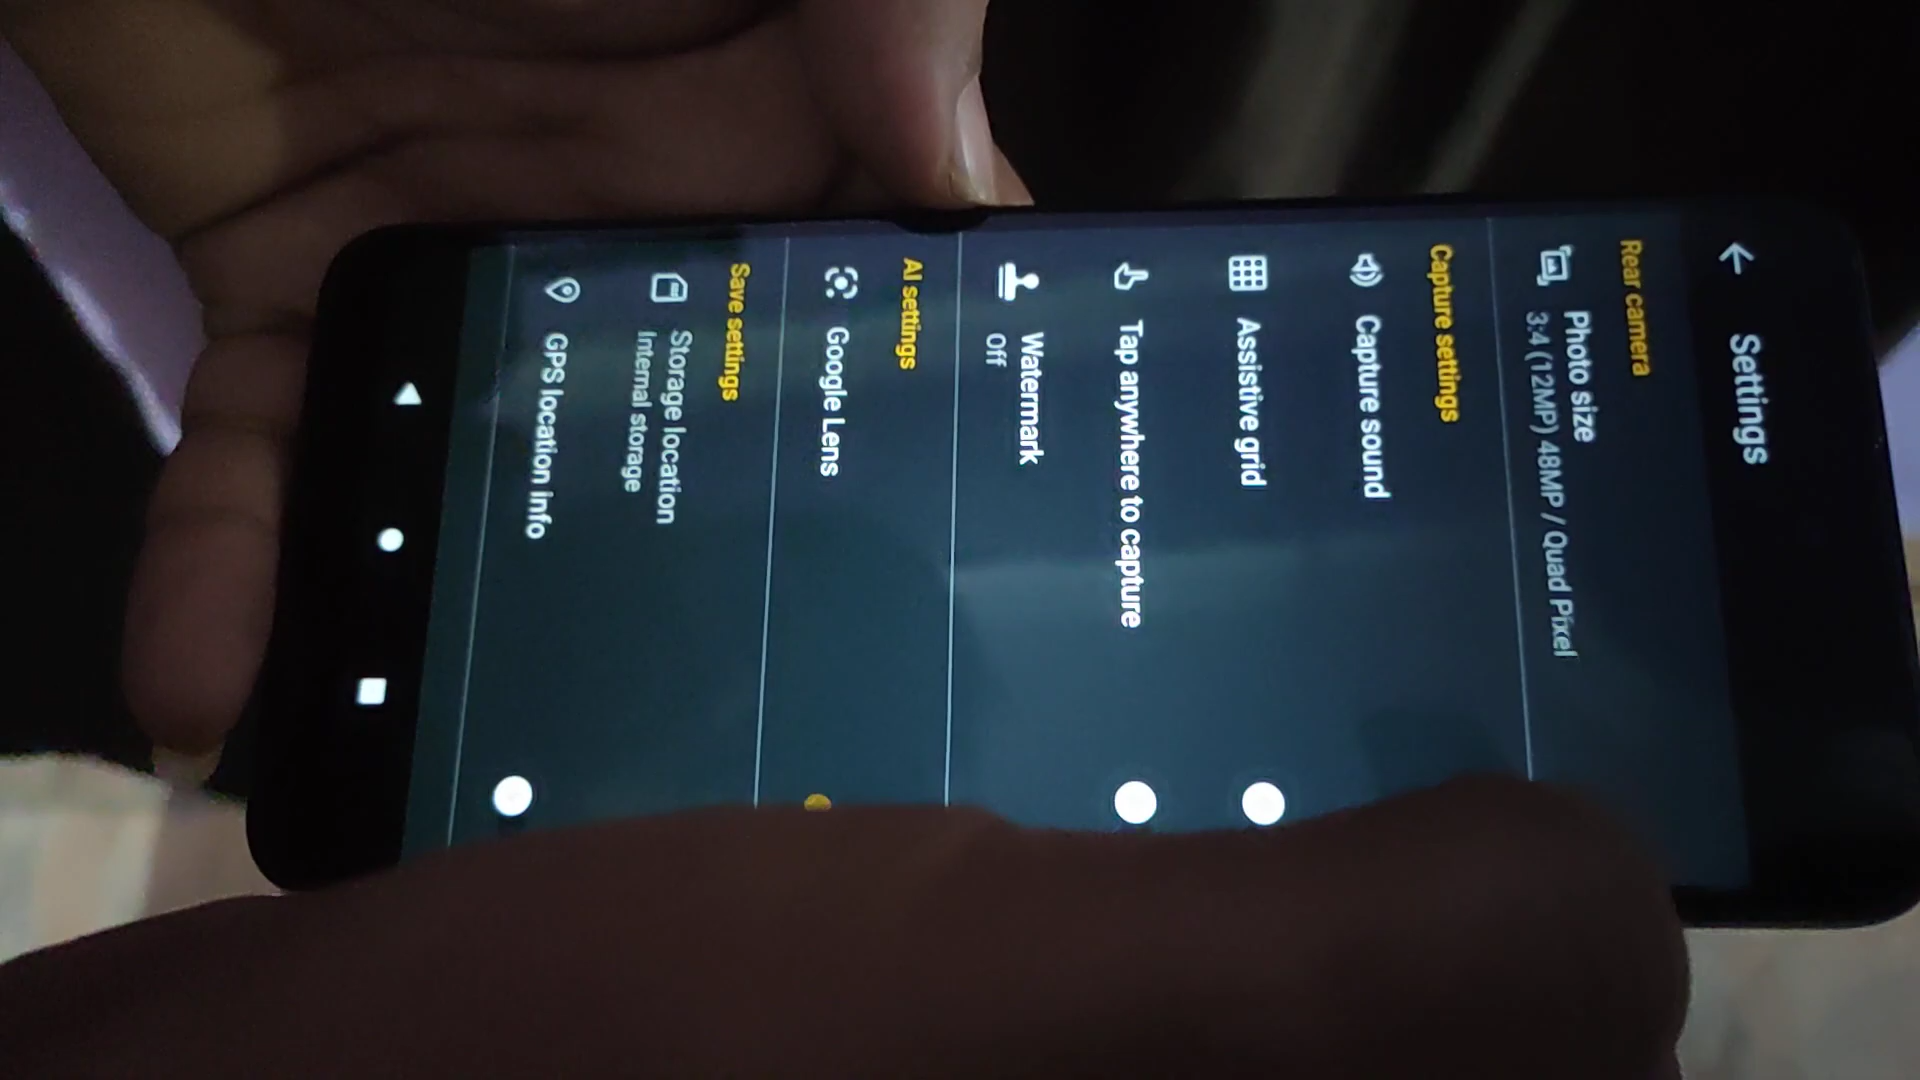 Settings
Rear camera
Photo size
3:4 (12MP) 48MP / Quad Pixel
Capture settings
Capture sound
Assistive grid
Tap anywhere to capture
Watermark
Off
AI settings
Google Lens
Save settings
Storage location
Internal storage
GPS location info